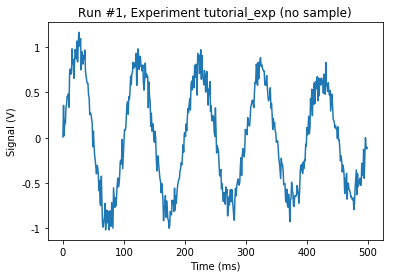 Run #1, Experiment tutorial_exp (no sample)
Signal (V)
1
0.5
0
-0.5
-1
0 100 200 300 400 500
Time (ms)